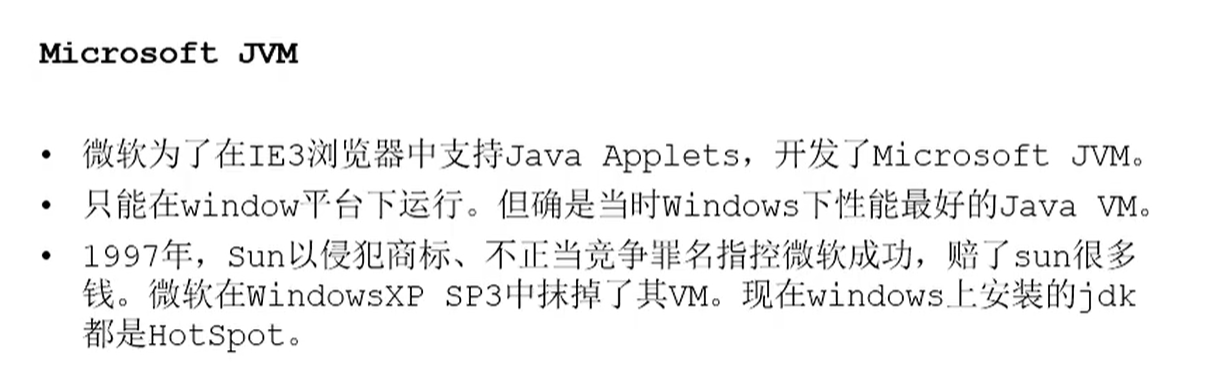 Microsoft JVM
• 微软为了在IE3浏览器中支持Java Applets，开发了Microsoft JVM。
• 只能在window平台下运行。但确是当时Windows下性能最好的Java VM。
• 1997年，Sun以侵犯商标、不正当竞争罪名指控微软成功，赔了sun很多
钱。微软在WindowsXP SP3中抹掉了其VM。现在windows上安装的jdk
都是HotSpot。